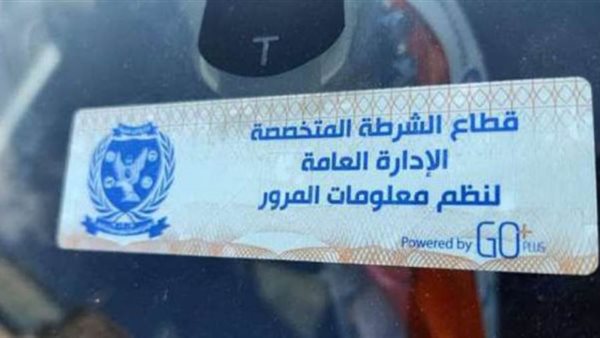 T
قطاع الشرطة المتخصصة
الإدارة العامة
لنظم معلومات المرور
Powered by GO+ PLUS